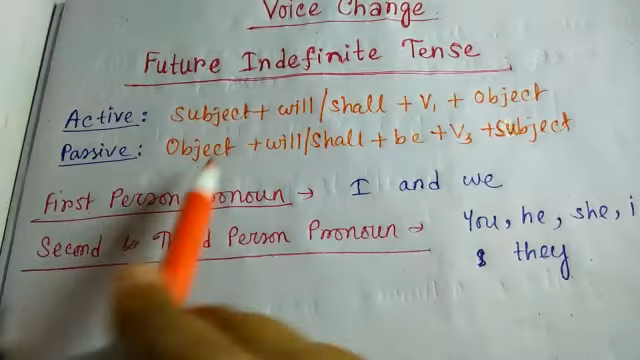 Voice Change
Future Indefinite Tense
Active: Subject + will/shall + V1 + Object
Passive: Object + will/shall + be + V3 + Subject
First Person Pronoun → I and we
Second & Person Pronoun → You, he, she,
& they